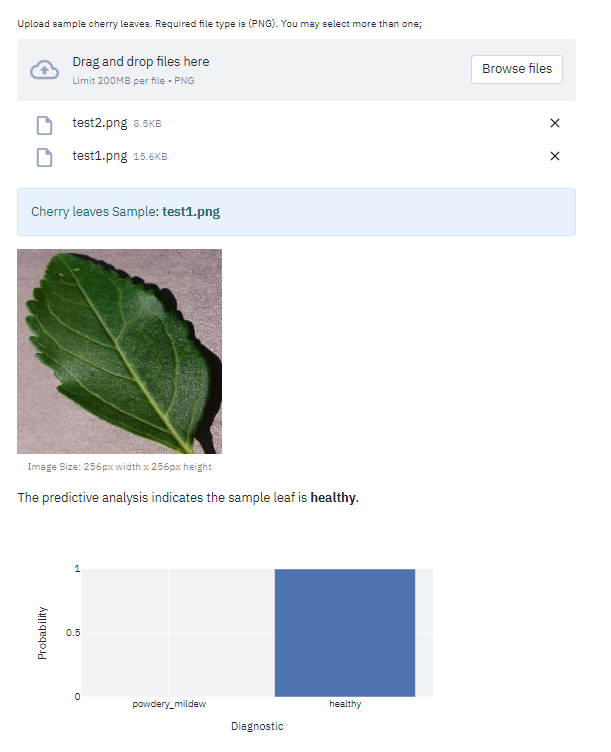 Upload sample cherry leaves. Required file type is (PNG). You may select more than one;
Drag and drop files here
Limit 200MB per file • PNG
Browse files
test2.png 8.5KB
test1.png 15.6KB
Cherry leaves Sample: test1.png
Image Size: 256px width x 256px height
The predictive analysis indicates the sample leaf is healthy.
1
0.5
0
Probability
powdery_mildew healthy
Diagnostic